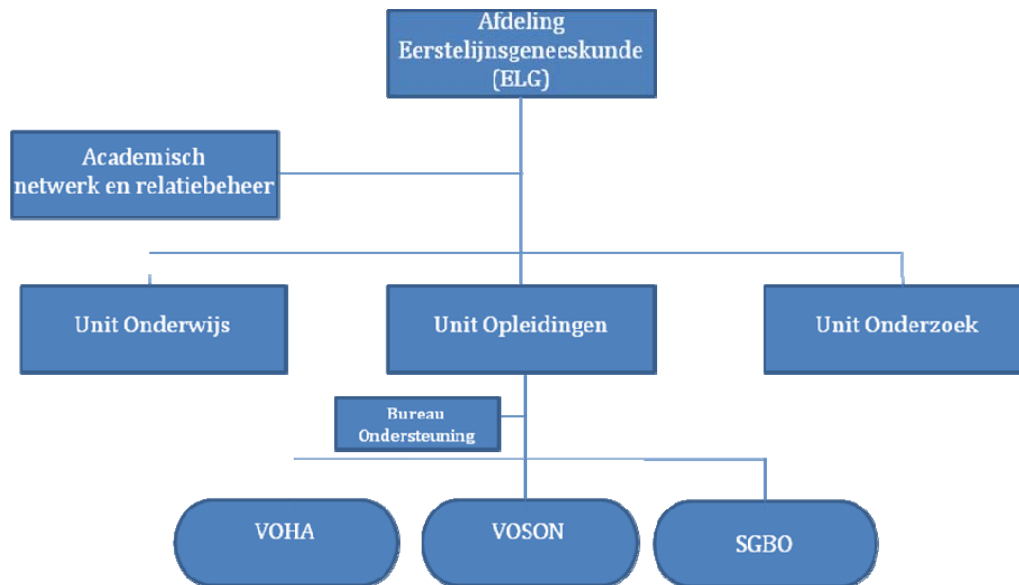 Afdeling
Eerstelijnsgeneeskunde
(ELG)
Academisch
netwerk en relatiebeheer
Unit Onderwijs
Unit Opleidingen
Unit Onderzoek
Bureau
Ondersteuning
VOHA
VOSON
SGBO